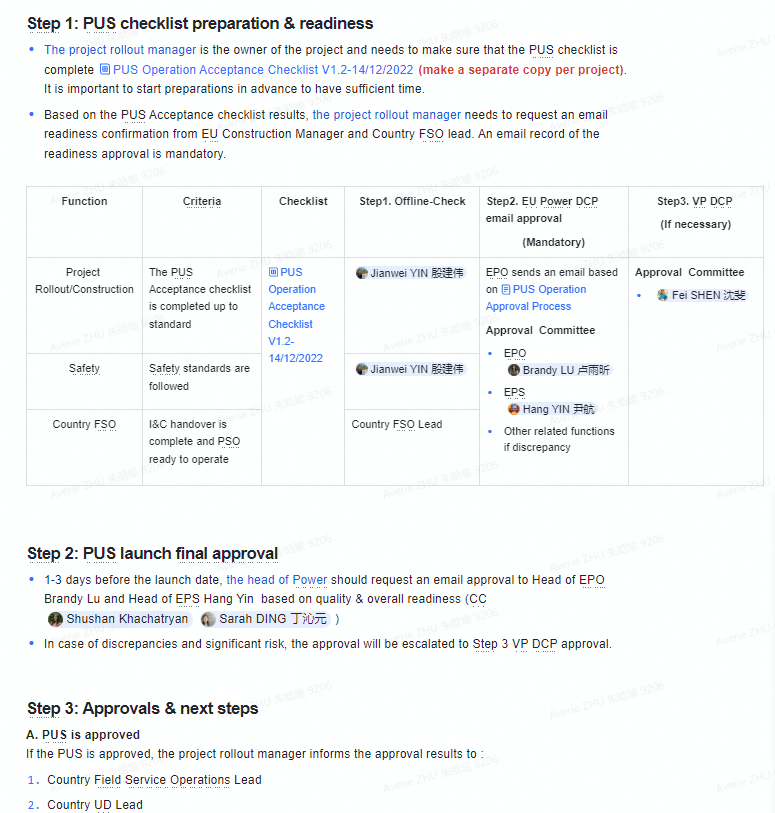 Step 1: PUS checklist preparation & readiness
The project rollout manager is the owner of the project and needs to make sure that the PUS checklist is
complete PUS Operation Acceptance Checklist V1.2-14/12/2022 (make a separate copy per project).
It is important to start preparations in advance to have sufficient time.
Based on the PUS Acceptance checklist results, the project rollout manager needs to request an email
readiness confirmation from EU Construction Manager and Country FSO lead. An email record of the
readiness approval is mandatory.
Function
Criteria
Checklist
Step1. Offline-Check
Step2. EU Power DCP
email approval
(Mandatory)
Step3. VP DCP
(If necessary)
Project
Rollout/Construction
The PUS
Acceptance checklist
is completed up to
standard
PUS
Operation
Acceptance
Checklist
V1.2-
14/12/2022
Jianwei YIN 殷建伟
EPO sends an email based
on PUS Operation
Approval Process
Approval Committee
EPO
Brandy LU 卢雨昕
EPS
Hang YIN 尹航
Other related functions
if discrepancy
Approval Committee
Fei SHEN 沈斐
Safety
Safety standards are
followed
Jianwei YIN 殷建伟
Country FSO
I&C handover is
complete and PSO
ready to operate
Country FSO Lead
Step 2: PUS launch final approval
1-3 days before the launch date, the head of Power should request an email approval to Head of EPO
Brandy Lu and Head of EPS Hang Yin based on quality & overall readiness (CC
Shushan Khachatryan Sarah DING 丁沁元 )
In case of discrepancies and significant risk, the approval will be escalated to Step 3 VP DCP approval.
Step 3: Approvals & next steps
A. PUS is approved
If the PUS is approved, the project rollout manager informs the approval results to :
1. Country Field Service Operations Lead
2. Country UD Lead